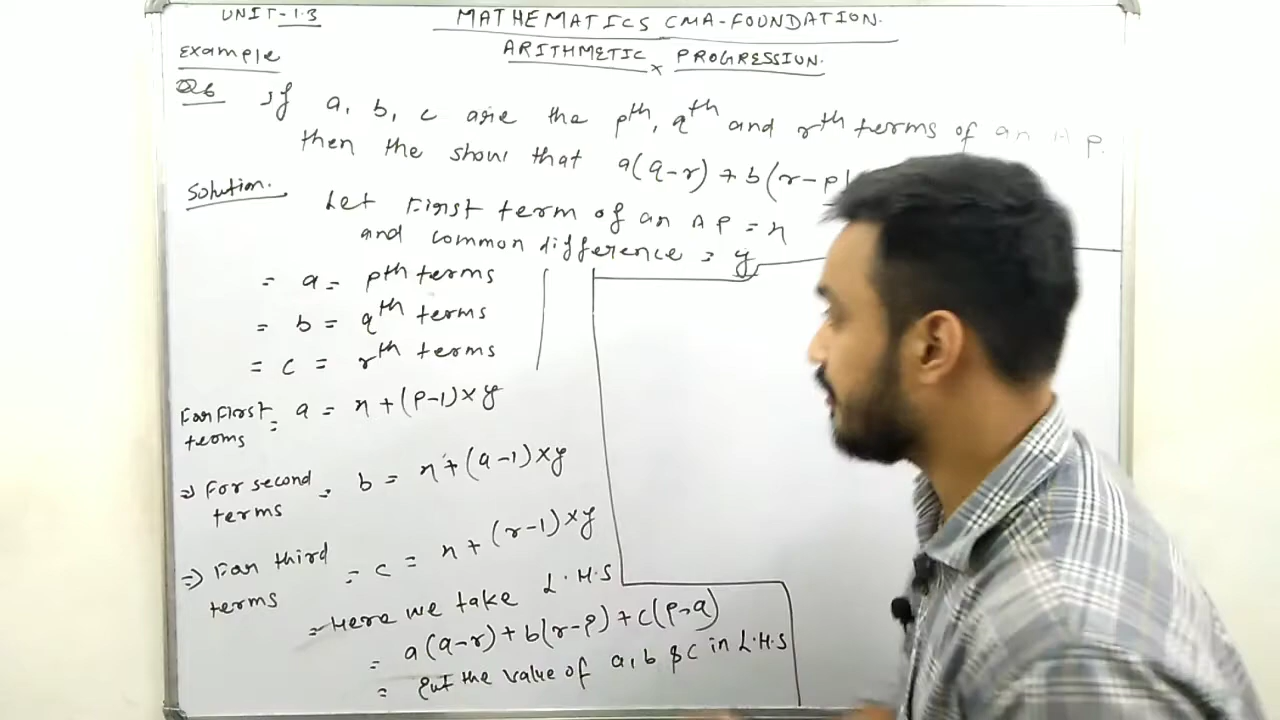 UNIT-1.3
MATHEMATICS CMA-FOUNDATION.
ARITHMETIC × PROGRESSION.
Example
Q6 If a, b, c are the pth, qth and rth terms of an A P.
then the show that a(q-r) + b(r-p)
Solution.
Let First term of an AP = x
and common difference = y
= a = pth terms
= b = qth terms
= c = rth terms
For First terms = a = x + (p-1) × y
⇒ For second terms = b = x + (q-1) × y
⇒ For third terms = c = x + (r-1) × y
= Here we take L.H.S
= a(q-r) + b(r-p) + c(p-q)
= Put the value of a, b & c in L.H.S